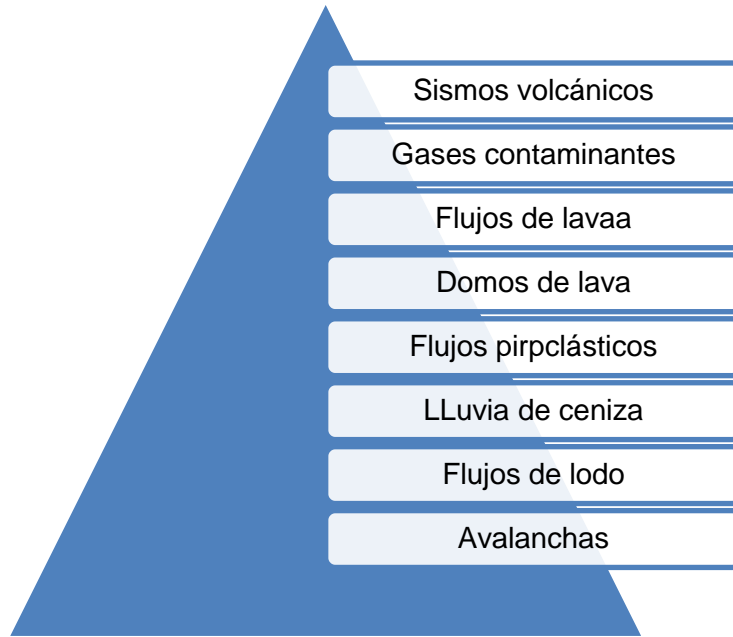 Sismos volcánicos
Gases contaminantes
Flujos de lavaa
Domos de lava
Flujos pirpclásticos
LLuvia de ceniza
Flujos de lodo
Avalanchas